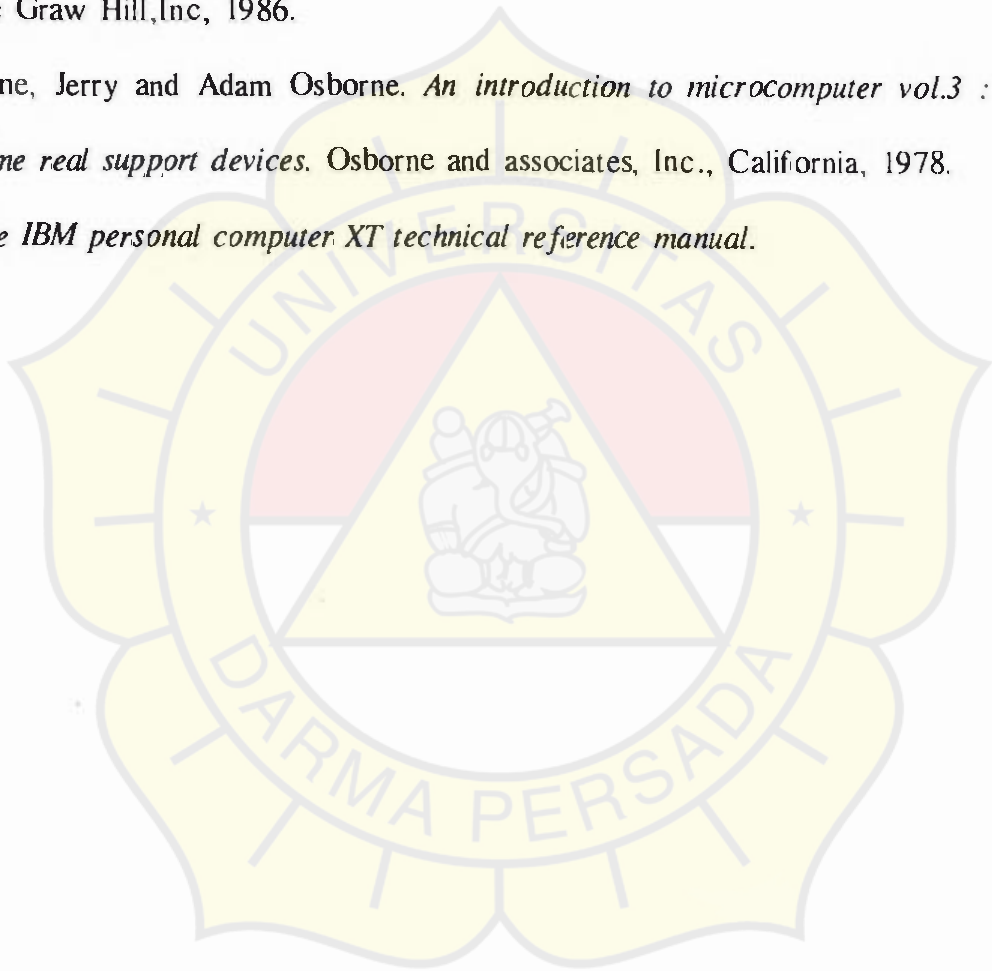 Graw Hill,Inc, 1986.
ne, Jerry and Adam Osborne. An introduction to microcomputer vol.3 :
me real support devices. Osborne and associates, Inc., California, 1978.
e IBM personal computer XT technical reference manual.
UNIVERSITAS
DARMA PERSADA